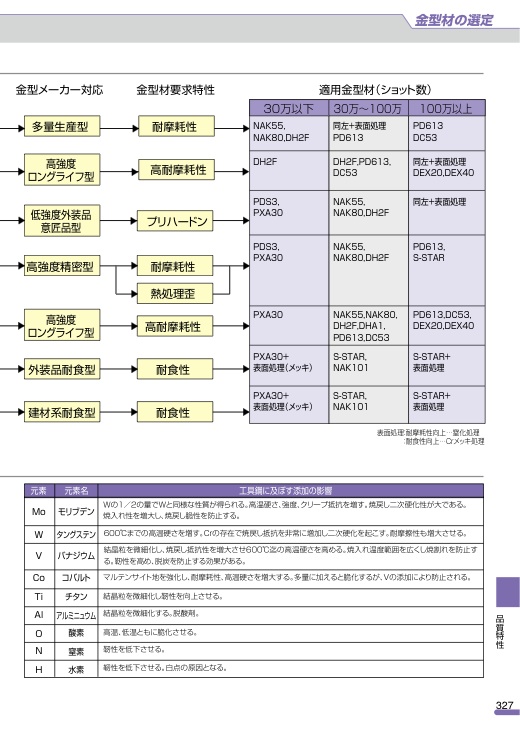 金型材の選定
金型メーカー対応 金型材要求特性 適用金型材(ショット数)
30万以下 30万～100万 100万以上
多量生産型 耐摩耗性 NAK55, NAK80,DH2F 同左+表面処理 PD613 PD613 DC53
高強度 ロングライフ型 高耐摩耗性 DH2F DH2F,PD613, DC53 同左+表面処理 DEX20,DEX40
低強度外装品 意匠品型 プリハードン PDS3, PXA30 NAK55, NAK80,DH2F 同左+表面処理
高強度精密型 耐摩耗性 PDS3, PXA30 NAK55, NAK80,DH2F PD613, S-STAR
熱処理歪
高強度 ロングライフ型 高耐摩耗性 PXA30 NAK55,NAK80, DH2F,DHA1, PD613,DC53 PD613,DC53, DEX20,DEX40
外装品耐食型 耐食性 PXA30+ 表面処理(メッキ) S-STAR, NAK101 S-STAR+ 表面処理
建材系耐食型 耐食性 PXA30+ 表面処理(メッキ) S-STAR, NAK101 S-STAR+ 表面処理
表面処理:耐摩耗性向上…窒化処理
:耐食性向上…Crメッキ処理
元素 元素名 工具鋼に及ぼす添加の影響
Mo モリブデン Wの1/2の量でWと同様な性質が得られる。高温硬さ、強度、クリープ抵抗を増す。焼戻し二次硬化性が大である。
焼入れ性を増大し、焼戻し脆性を防止する。
W タングステン 600℃までの高温硬さを増す。Crの存在で焼戻し抵抗を非常に増加し二次硬化を起こす。耐摩擦性も増大させる。
V バナジウム 結晶粒を微細化し、焼戻し抵抗性を増大させ600℃迄の高温硬さを高める。焼入れ温度範囲を広くし焼割れを防止す
る。靭性を高め、脱炭を防止する効果がある。
Co コバルト マルテンサイト地を強化し、耐摩耗性、高温硬さを増大する。多量に加えると脆化するが、Vの添加により防止される。
Ti チタン 結晶粒を微細化し靭性を向上させる。
Al アルミニュウム 結晶粒を微細化する。脱酸剤。
O 酸素 高温、低温ともに脆化させる。
N 窒素 靭性を低下させる。
H 水素 靭性を低下させる。白点の原因となる。
品質特性
327